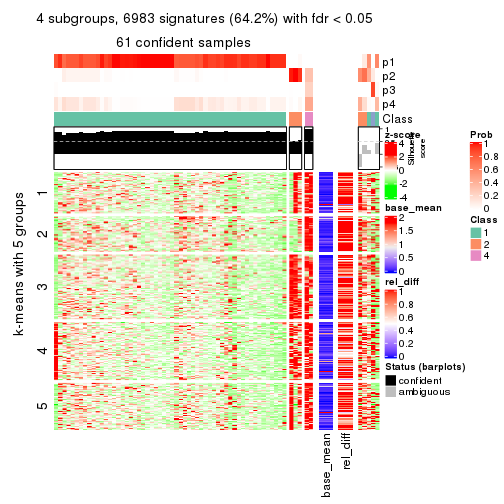 4 subgroups, 6983 signatures (64.2%) with fdr < 0.05
61 confident samples
p1
p2
p3
p4
Class
1
Silhouette
score
k-means with 5 groups
1
2
3
4
5
base_mean
rel_diff
z-score
4
2
0
-2
-4
base_mean
2
1.5
1
0.5
0
rel_diff
1
0.8
0.6
0.4
0.2
0
Status (barplots)
confident
ambiguous
Prob
1
0.8
0.6
0.4
0.2
0
Class
1
2
4